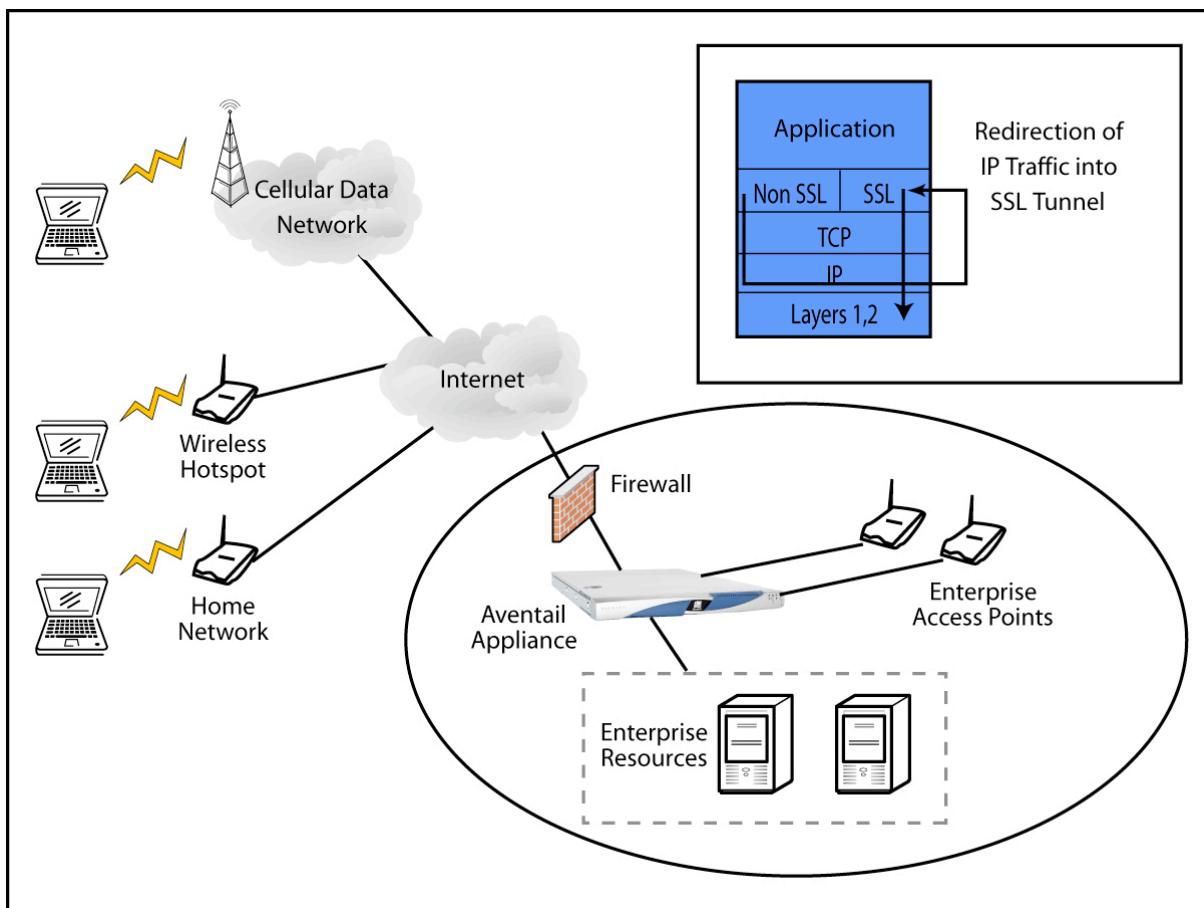 Cellular Data
Network
Application
Non SSL
SSL
TCP
IP
Layers 1,2
Redirection of
IP Traffic into
SSL Tunnel
Internet
Wireless
Hotspot
Home
Network
Firewall
Aventail
Appliance
Enterprise
Access Points
Enterprise
Resources